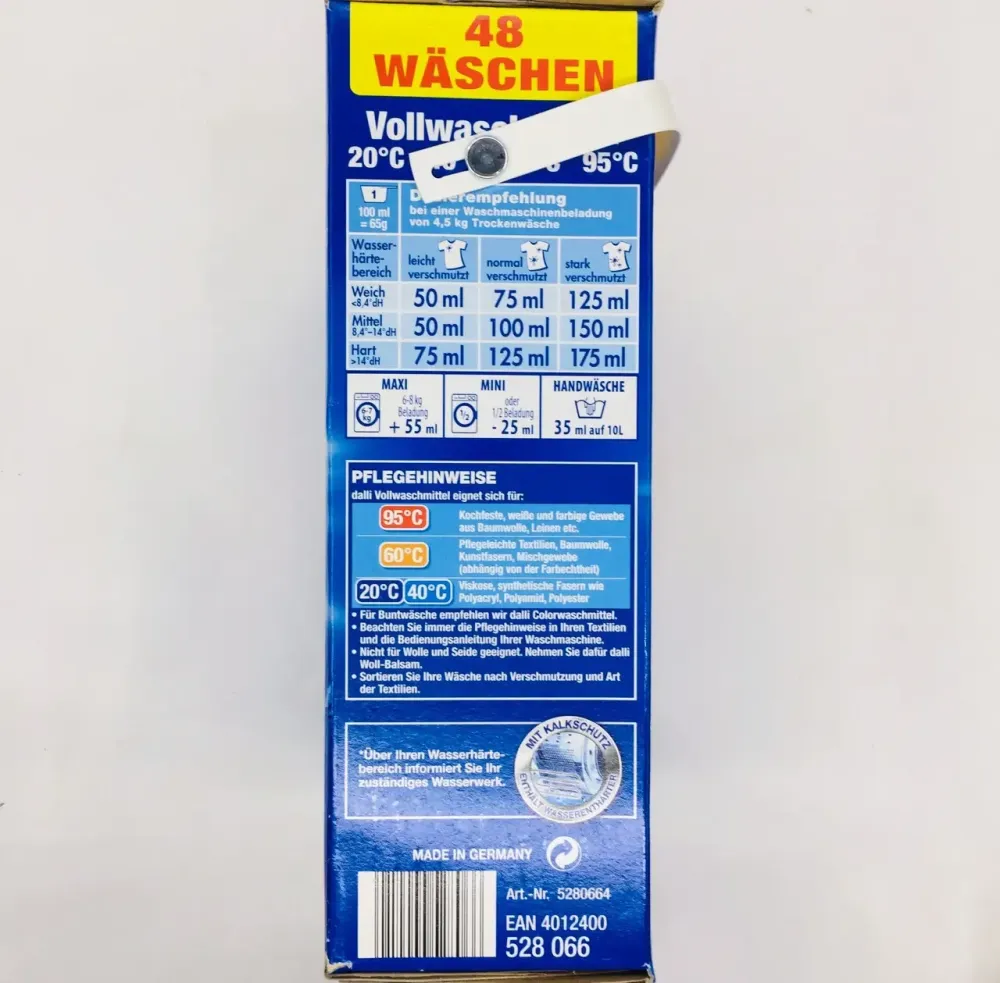 48
WÄSCHEN
20°C
95°C
1
100 ml
= 65g
bei einer Waschmaschinenbeladung
von 4,5 kg Trockenwäsche
Wasser-
härte-
bereich
leicht
verschmutzt
normal
verschmutzt
stark
verschmutzt
Weich
<8,4°dH
50 ml
75 ml
125 ml
Mittel
8,4°-14°dH
50 ml
100 ml
150 ml
Hart
>14°dH
75 ml
125 ml
175 ml
MAXI
6-7
kg
6-8 kg
Beladung
+ 55 ml
MINI
1/2
oder
1/2 Beladung
- 25 ml
HANDWÄSCHE
35 ml auf 10L
PFLEGEHINWEISE
dalli Vollwaschmittel eignet sich für:
95°C
Kochfeste, weiße und farbige Gewebe
aus Baumwolle, Leinen etc.
60°C
Pflegeleichte Textilien, Baumwolle,
Kunstfasern, Mischgewebe
(abhängig von der Farbechtheit)
20°C 40°C
Viskose, synthetische Fasern wie
Polyacryl, Polyamid, Polyester
• Für Buntwäsche empfehlen wir dalli Colorwaschmittel.
• Beachten Sie immer die Pflegehinweise in Ihren Textilien
und die Bedienungsanleitung Ihrer Waschmaschine.
• Nicht für Wolle und Seide geeignet. Nehmen Sie dafür dalli
Woll-Balsam.
• Sortieren Sie Ihre Wäsche nach Verschmutzung und Art
der Textilien.
*Über Ihren Wasserhärte-
bereich informiert Sie Ihr
zuständiges Wasserwerk.
MIT KALKSCHUTZ
ENTHÄLT WASSERENTHÄRTER
MADE IN GERMANY
Art.-Nr. 5280664
EAN 4012400
528 066